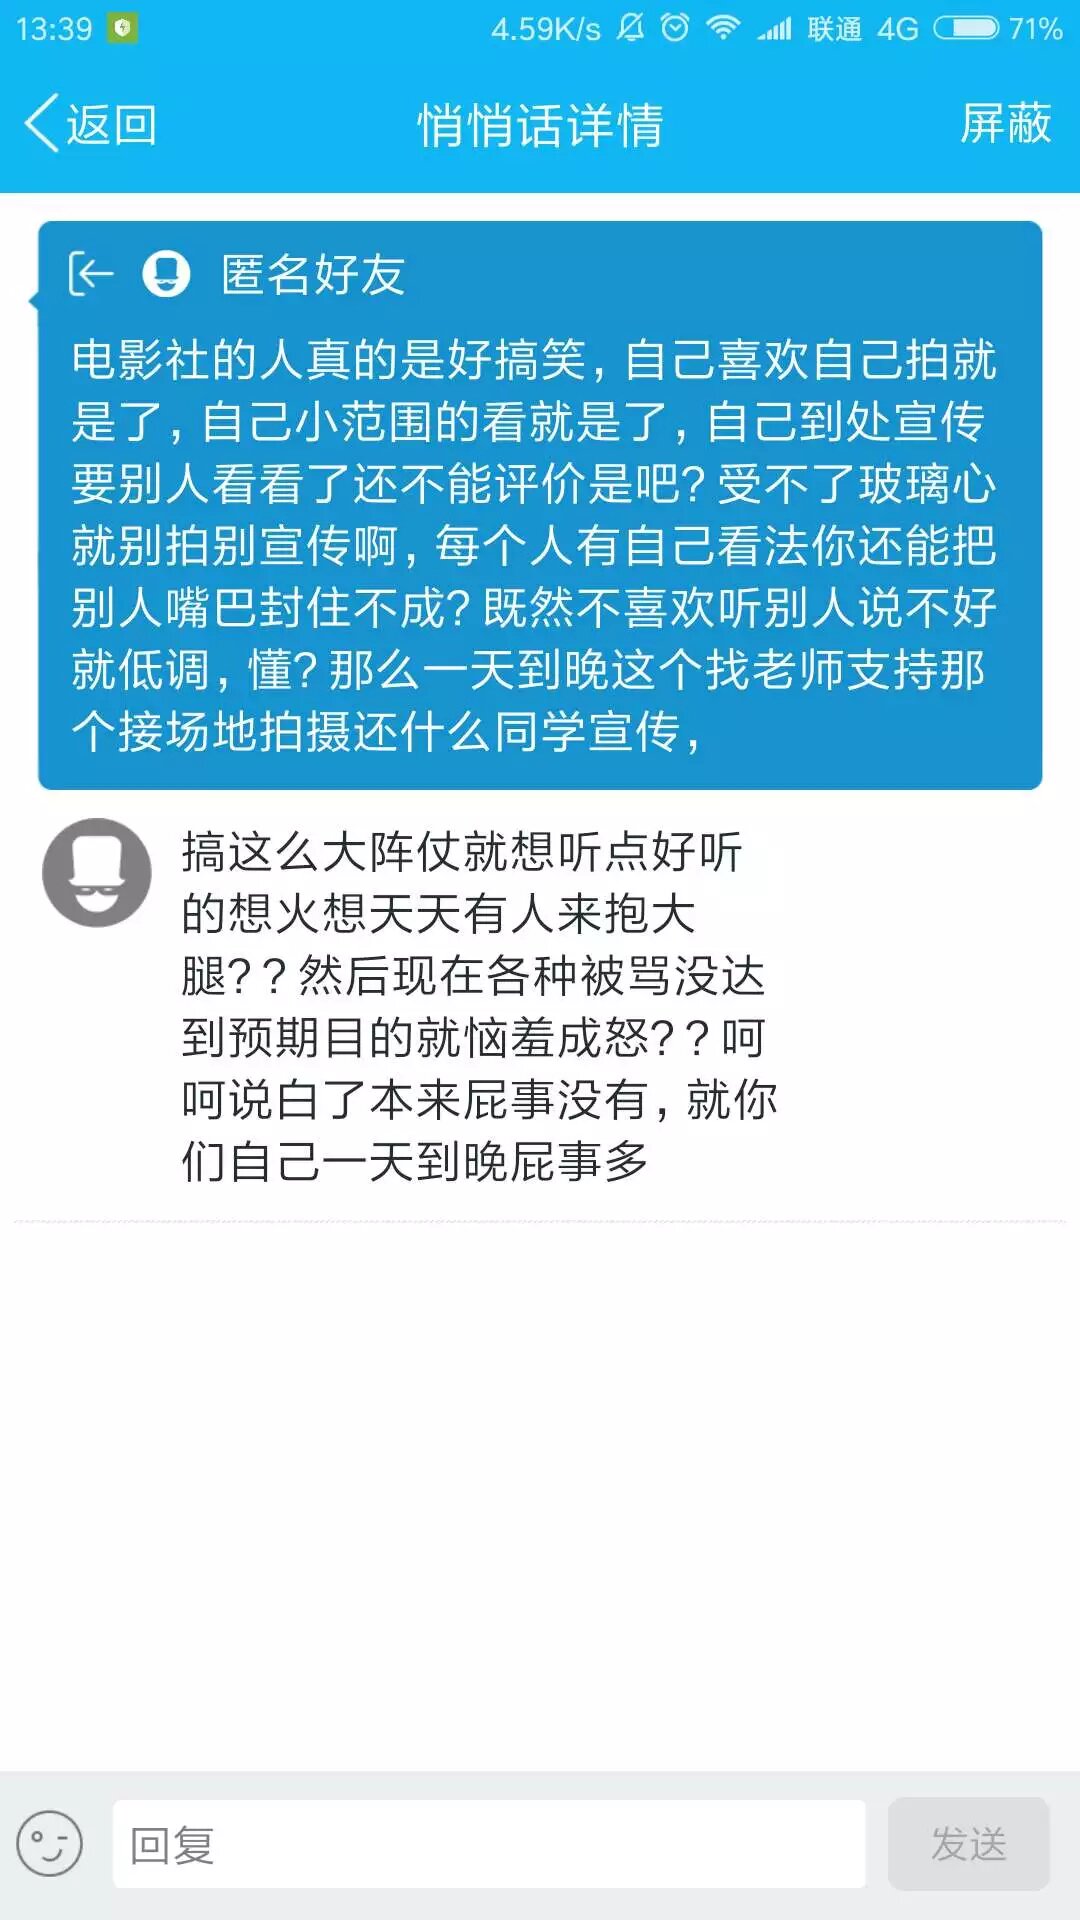 13:39 4.59K/s 联通 4G 71%
返回 悄悄话详情 屏蔽
匿名好友
电影社的人真的是好搞笑,自己喜欢自己拍就
是了,自己小范围的看就是了,自己到处宣传
要别人看看了还不能评价是吧?受不了玻璃心
就别拍别宣传啊,每个人有自己看法你还能把
别人嘴巴封住不成?既然不喜欢听别人说不好
就低调,懂?那么一天到晚这个找老师支持那
个接场地拍摄还什么同学宣传,
搞这么大阵仗就想听点好听
的想火想天天有人来抱大
腿??然后现在各种被骂没达
到预期目的就恼羞成怒??呵
呵说白了本来屁事没有,就你
们自己一天到晚屁事多
回复 发送